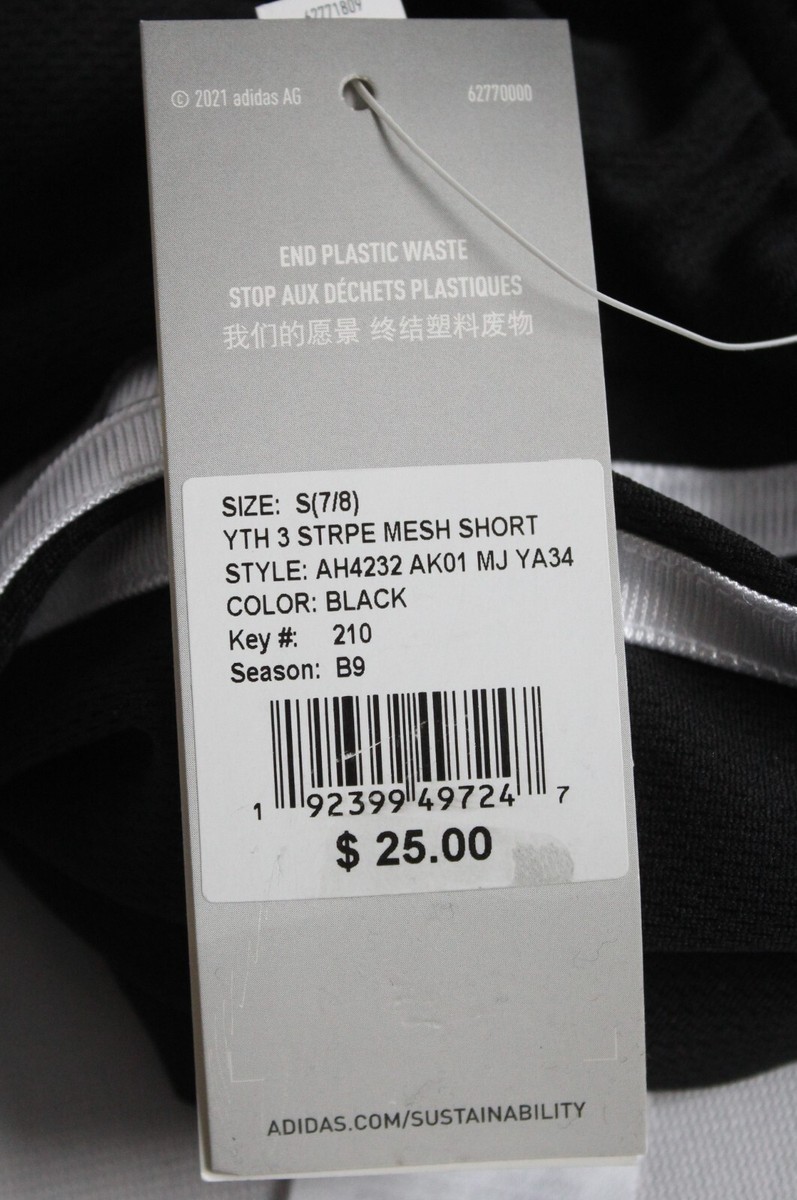 62771809
© 2021 adidas AG
62770000
END PLASTIC WASTE
STOP AUX DÉCHETS PLASTIQUES
我们的愿景 终结塑料废物
SIZE: S(7/8)
YTH 3 STRPE MESH SHORT
STYLE: AH4232 AK01 MJ YA34
COLOR: BLACK
Key #: 210
Season: B9
1 92399 49724 7
$ 25.00
ADIDAS.COM/SUSTAINABILITY